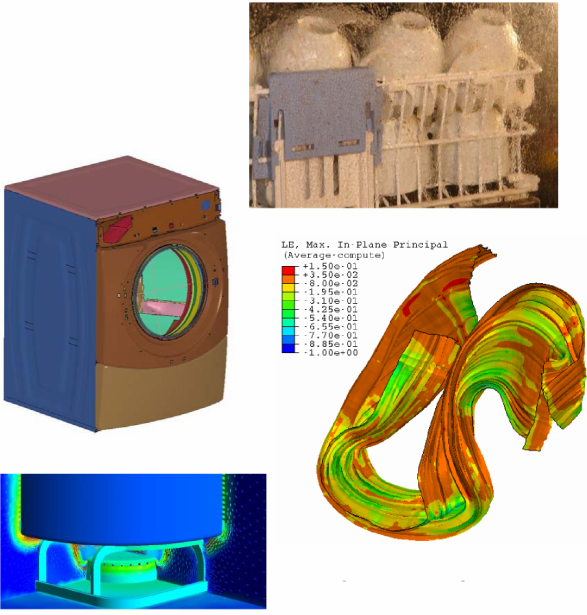 LE, Max. In-Plane Principal
(Average-compute)
+1.50e-01
+3.50e-02
-8.00e-02
-1.95e-01
-3.10e-01
-4.25e-01
-5.40e-01
-6.55e-01
-7.70e-01
-8.85e-01
-1.00e+00